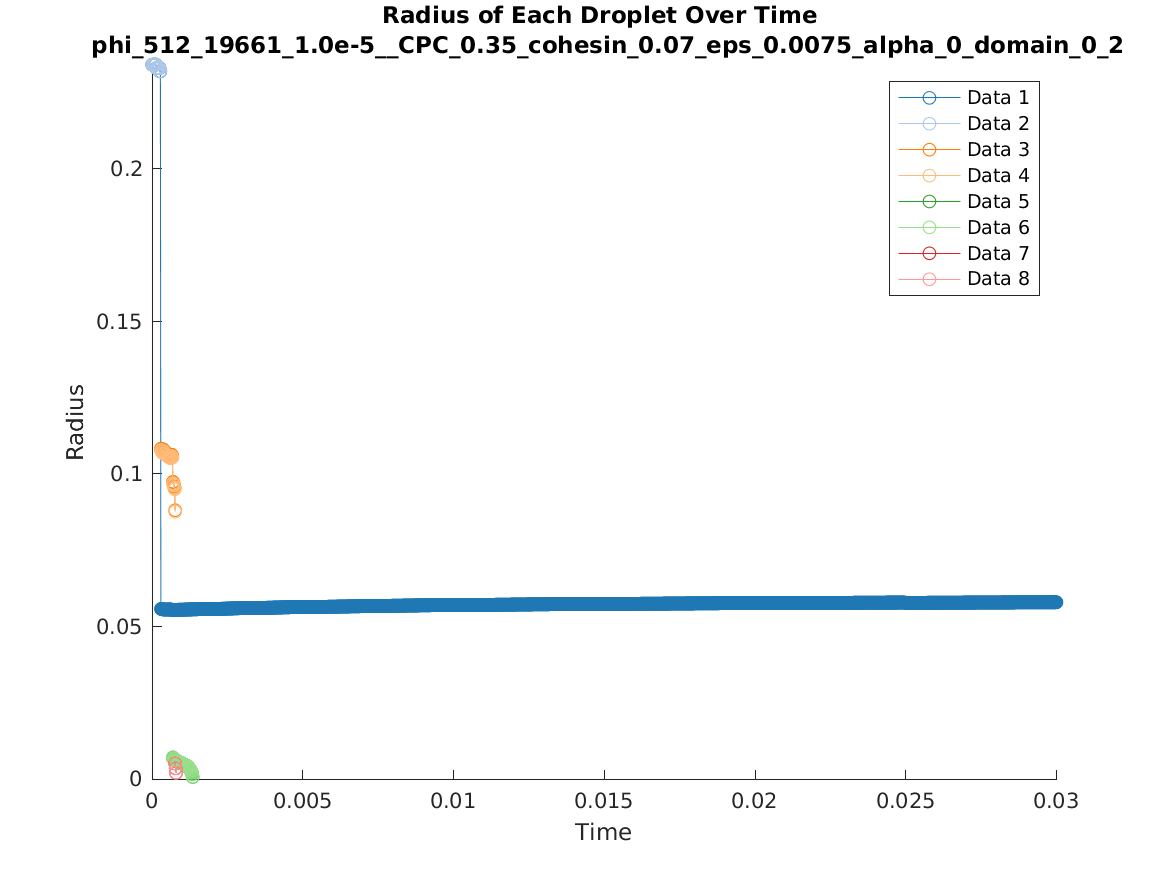 Radius of Each Droplet Over Time
phi_512_19661_1.0e-5__CPC_0.35_cohesin_0.07_eps_0.0075_alpha_0_domain_0_2
Data 1
Data 2
Data 3
Data 4
Data 5
Data 6
Data 7
Data 8
0.2
0.15
0.1
0.05
0
Radius
0
0.005
0.01
0.015
0.02
0.025
0.03
Time